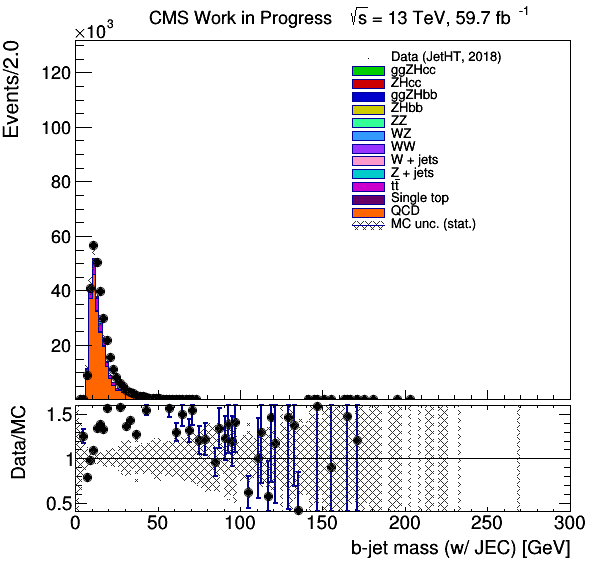 CMS Work in Progress √s = 13 TeV, 59.7 fb⁻¹
×10³
Events/2.0
120
100
80
60
40
20
Data (JetHT, 2018)
ggZHcc
ZHcc
ggZHbb
ZHbb
ZZ
WZ
WW
W + jets
Z + jets
tt̄
Single top
QCD
MC unc. (stat.)
Data/MC
1.5
1
0.5
0 50 100 150 200 250 300
b-jet mass (w/ JEC) [GeV]